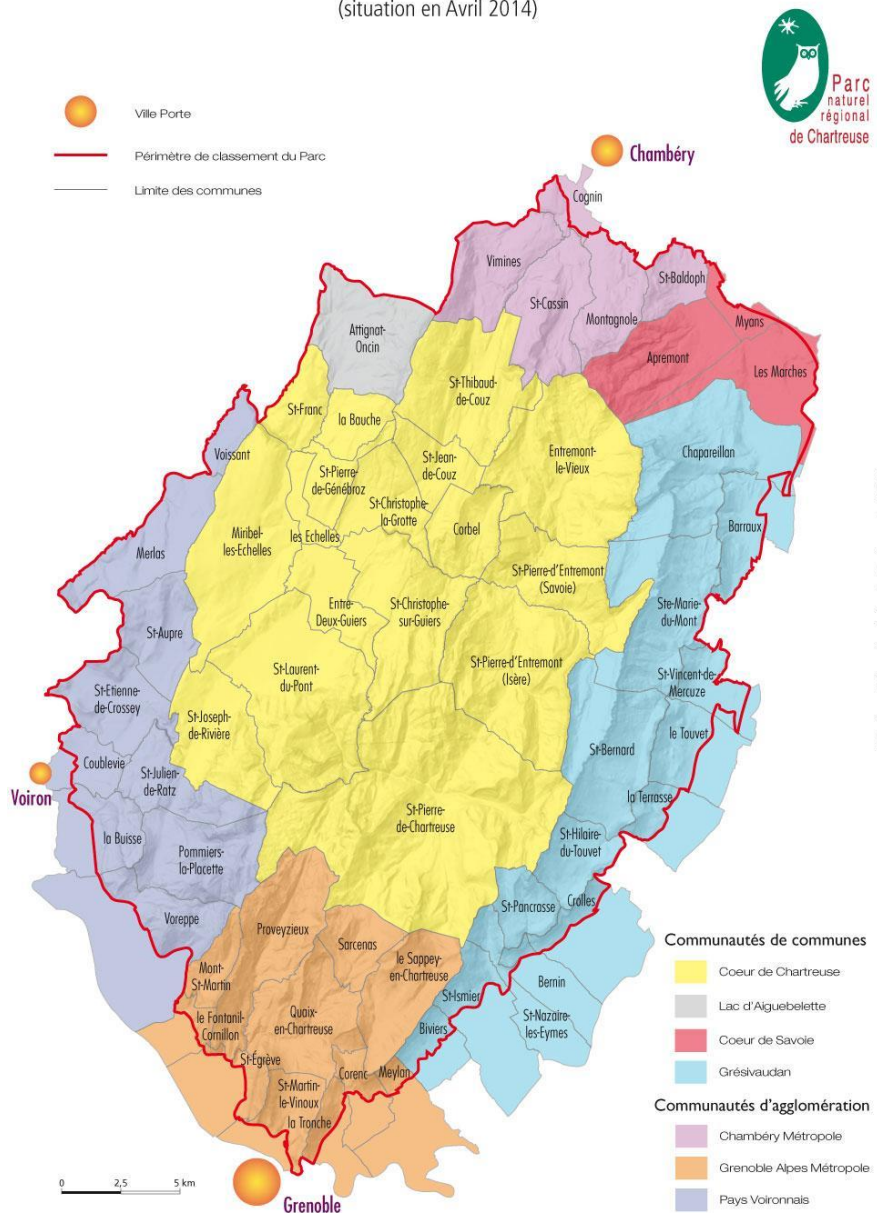 (situation en Avril 2014)
Parc
naturel
régional
de Chartreuse
Ville Porte
Périmètre de classement du Parc
Limite des communes
Chambéry
Cognin
Vimines
St-Baldoph
St-Cassin
Montagnole
Myans
Attignat-
Oncin
Apremont
Les Marches
St-Thibaud-
de-Couz
St-Franc
la Bauche
Voissant
Entremont-
le-Vieux
Chapareillan
St-Jean-
de-Couz
St-Pierre-
de-Génébroz
St-Christophe-
la-Grotte
Corbel
Barraux
Miribel-
les-Echelles
les Echelles
Merlas
St-Pierre-d'Entremont
(Savoie)
Entre-
Deux-Guiers
St-Christophe-
sur-Guiers
Ste-Marie-
du-Mont
St-Aupre
St-Laurent-
du-Pont
St-Pierre-d'Entremont
(Isère)
St-Vincent-de-
Mercuze
St-Etienne-
de-Crossey
St-Joseph-
de-Rivière
le Touvet
St-Bernard
Coublevie
St-Julien-
de-Ratz
Voiron
la Terrasse
St-Pierre-
de-Chartreuse
la Buisse
St-Hilaire-
du-Touvet
Pommiers-
la-Placette
St-Pancrasse
Crolles
Voreppe
Proveyzieux
Sarcenas
le Sappey-
en-Chartreuse
Mont-
St-Martin
St-Ismier
Bernin
le Fontanil-
Cornillon
Quaix-
en-Chartreuse
St-Nazaire-
les-Eymes
Biviers
St-Égrève
Corenc
Meylan
St-Martin-
le-Vinoux
la Tronche
Grenoble
0 2,5 5 km
Communautés de communes
Coeur de Chartreuse
Lac d'Aiguebelette
Coeur de Savoie
Grésivaudan
Communautés d'agglomération
Chambéry Métropole
Grenoble Alpes Métropole
Pays Voironnais